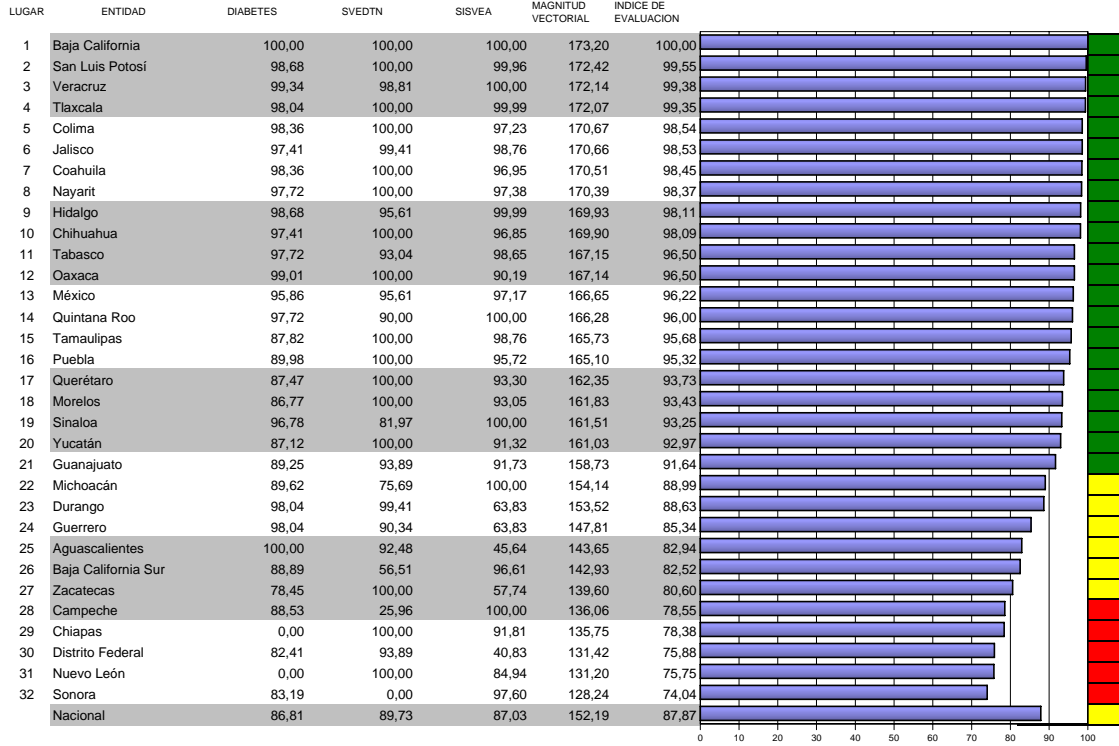 LUGAR ENTIDAD DIABETES SVEDTN SISVEA MAGNITUD VECTORIAL INDICE DE EVALUACION
1 Baja California 100,00 100,00 100,00 173,20 100,00
2 San Luis Potosí 98,68 100,00 99,96 172,42 99,55
3 Veracruz 99,34 98,81 100,00 172,14 99,38
4 Tlaxcala 98,04 100,00 99,99 172,07 99,35
5 Colima 98,36 100,00 97,23 170,67 98,54
6 Jalisco 97,41 99,41 98,76 170,66 98,53
7 Coahuila 98,36 100,00 96,95 170,51 98,45
8 Nayarit 97,72 100,00 97,38 170,39 98,37
9 Hidalgo 98,68 95,61 99,99 169,93 98,11
10 Chihuahua 97,41 100,00 96,85 169,90 98,09
11 Tabasco 97,72 93,04 98,65 167,15 96,50
12 Oaxaca 99,01 100,00 90,19 167,14 96,50
13 México 95,86 95,61 97,17 166,65 96,22
14 Quintana Roo 97,72 90,00 100,00 166,28 96,00
15 Tamaulipas 87,82 100,00 98,76 165,73 95,68
16 Puebla 89,98 100,00 95,72 165,10 95,32
17 Querétaro 87,47 100,00 93,30 162,35 93,73
18 Morelos 86,77 100,00 93,05 161,83 93,43
19 Sinaloa 96,78 81,97 100,00 161,51 93,25
20 Yucatán 87,12 100,00 91,32 161,03 92,97
21 Guanajuato 89,25 93,89 91,73 158,73 91,64
22 Michoacán 89,62 75,69 100,00 154,14 88,99
23 Durango 98,04 99,41 63,83 153,52 88,63
24 Guerrero 98,04 90,34 63,83 147,81 85,34
25 Aguascalientes 100,00 92,48 45,64 143,65 82,94
26 Baja California Sur 88,89 56,51 96,61 142,93 82,52
27 Zacatecas 78,45 100,00 57,74 139,60 80,60
28 Campeche 88,53 25,96 100,00 136,06 78,55
29 Chiapas 0,00 100,00 91,81 135,75 78,38
30 Distrito Federal 82,41 93,89 40,83 131,42 75,88
31 Nuevo León 0,00 100,00 84,94 131,20 75,75
32 Sonora 83,19 0,00 97,60 128,24 74,04
Nacional 86,81 89,73 87,03 152,19 87,87
0 10 20 30 40 50 60 70 80 90 100